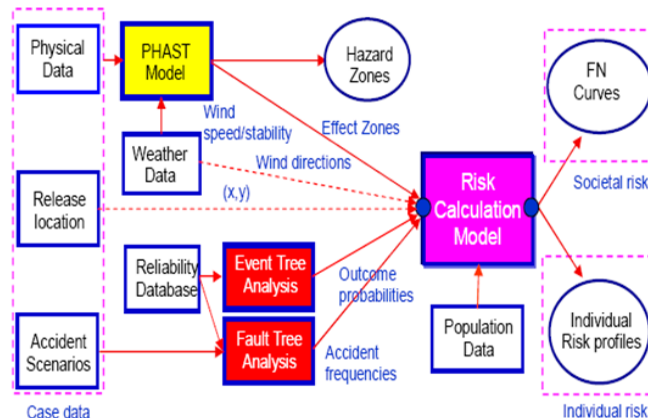 Physical
Data
PHAST
Model
Hazard
Zones
FN
Curves
Wind
speed/stability
Effect Zones
Weather
Data
Wind directions
Risk
Calculation
Model
Societal risk
Release
location
(x,y)
Reliability
Database
Event Tree
Analysis
Outcome
probabilities
Accident
Scenarios
Fault Tree
Analysis
Accident
frequencies
Population
Data
Individual
Risk profiles
Case data
Individual risk